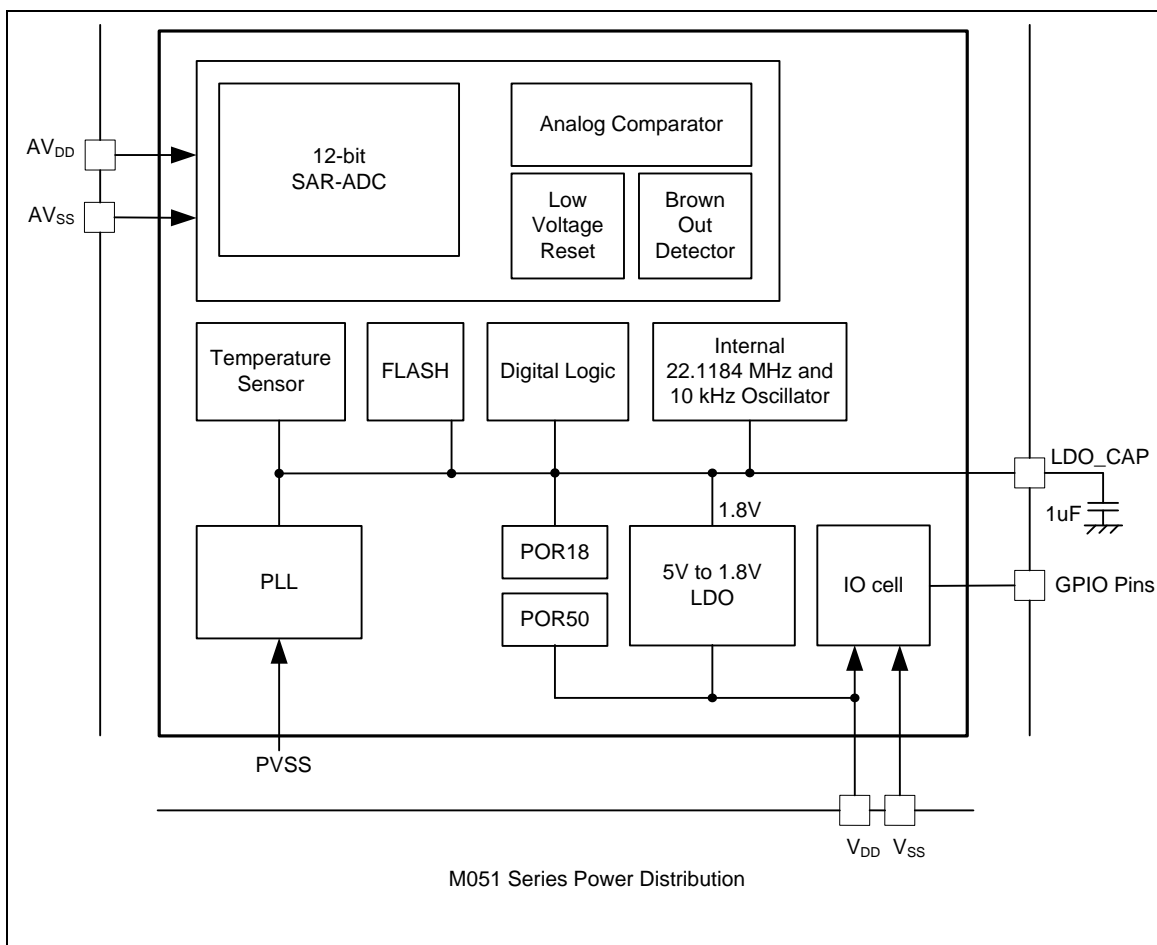 AVDD
AVSS
12-bit
SAR-ADC
Analog Comparator
Low
Voltage
Reset
Brown
Out
Detector
Temperature
Sensor
FLASH
Digital Logic
Internal
22.1184 MHz and
10 kHz Oscillator
LDO_CAP
1uF
1.8V
PLL
POR18
POR50
5V to 1.8V
LDO
IO cell
GPIO Pins
PVSS
VDD
VSS
M051 Series Power Distribution